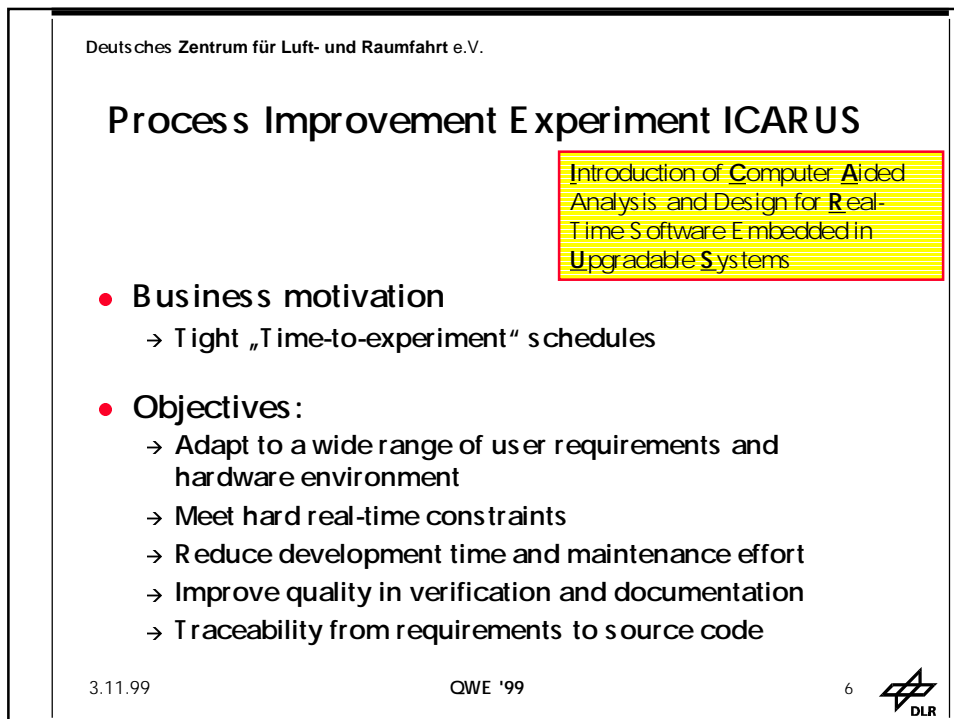 Deutsches Zentrum für Luft- und Raumfahrt e.V.
Process Improvement Experiment ICARUS
Introduction of Computer Aided
Analysis and Design for Real-
Time Software Embedded in
Upgradable Systems
• Business motivation
→ Tight „Time-to-experiment“ schedules
• Objectives:
→ Adapt to a wide range of user requirements and
hardware environment
→ Meet hard real-time constraints
→ Reduce development time and maintenance effort
→ Improve quality in verification and documentation
→ Traceability from requirements to source code
3.11.99 QWE '99 6
DLR